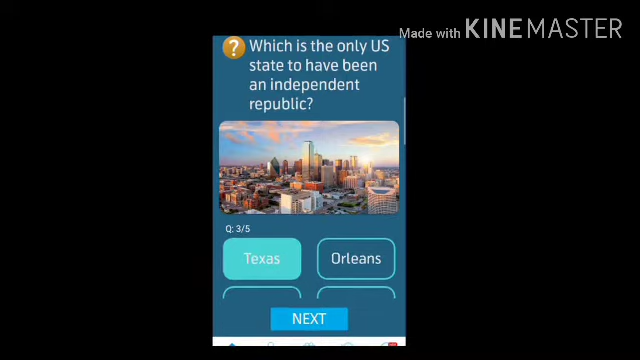 Made with KINEMASTER
? Which is the only US
state to have been
an independent
republic?
Q: 3/5
Texas
Orleans
NEXT